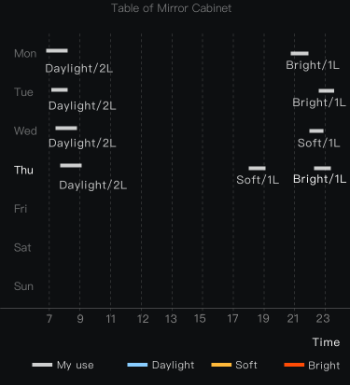 Table of Mirror Cabinet
Mon
Daylight/2L
Bright/1L
Tue
Daylight/2L
Bright/1L
Wed
Daylight/2L
Soft/1L
Thu
Daylight/2L
Soft/1L
Bright/1L
Fri
Sat
Sun
7 9 11 12 13 15 17 19 21 23
Time
My use Daylight Soft Bright